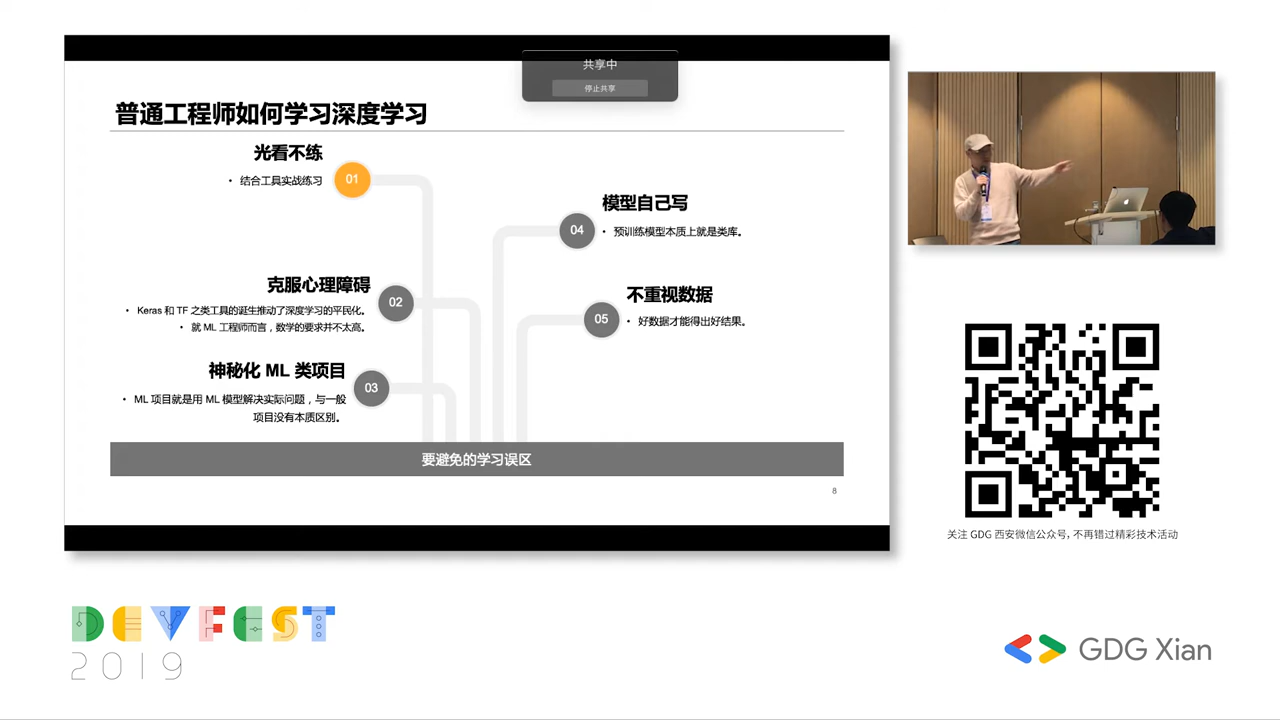 共享中
停止共享
普通工程师如何学习深度学习
光看不练
• 结合工具实战练习
01
克服心理障碍
• Keras 和 TF 之类工具的诞生推动了深度学习的平民化。
• 就 ML 工程师而言，数学的要求并不太高。
02
神秘化 ML 类项目
• ML 项目就是用 ML 模型解决实际问题，与一般
项目没有本质区别。
03
模型自己写
04
• 预训练模型本质上就是类库。
不重视数据
05
• 好数据才能得出好结果。
要避免的学习误区
8
关注 GDG 西安微信公众号, 不再错过精彩技术活动
DEVFEST
2019
GDG Xian